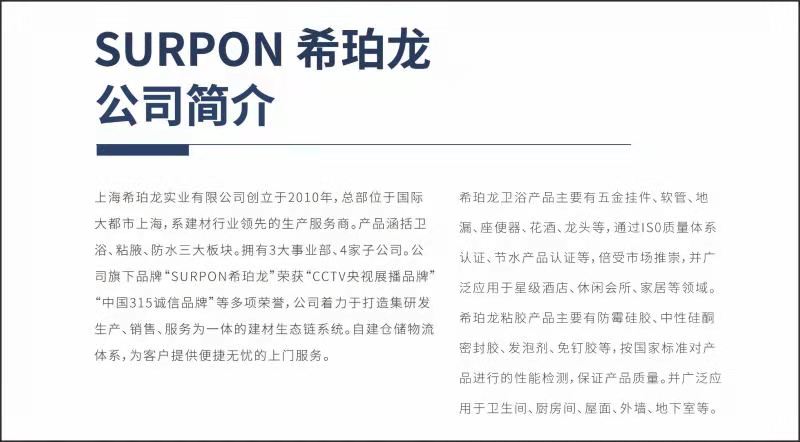 SURPON 希珀龙
公司简介
上海希珀龙实业有限公司创立于2010年，总部位于国际
大都市上海，系建材行业领先的生产服务商。产品涵括卫
浴、粘腋、防水三大板块。拥有3大事业部、4家子公司。公
司旗下品牌“SURPON希珀龙”荣获“CCTV央视展播品牌”
“中国315诚信品牌”等多项荣誉，公司着力于打造集研发
生产、销售、服务为一体的建材生态链系统。自建仓储物流
体系，为客户提供便捷无忧的上门服务。
希珀龙卫浴产品主要有五金挂件、软管、地
漏、座便器、花酒、龙头等，通过IS0质量体系
认证、节水产品认证等，倍受市场推崇，并广
泛应用于星级酒店、休闲会所、家居等领域。
希珀龙粘胶产品主要有防霉硅胶、中性硅酮
密封胶、发泡剂、免钉胶等，按国家标准对产
品进行的性能检测，保证产品质量。并广泛应
用于卫生间、厨房间、屋面、外墙、地下室等。